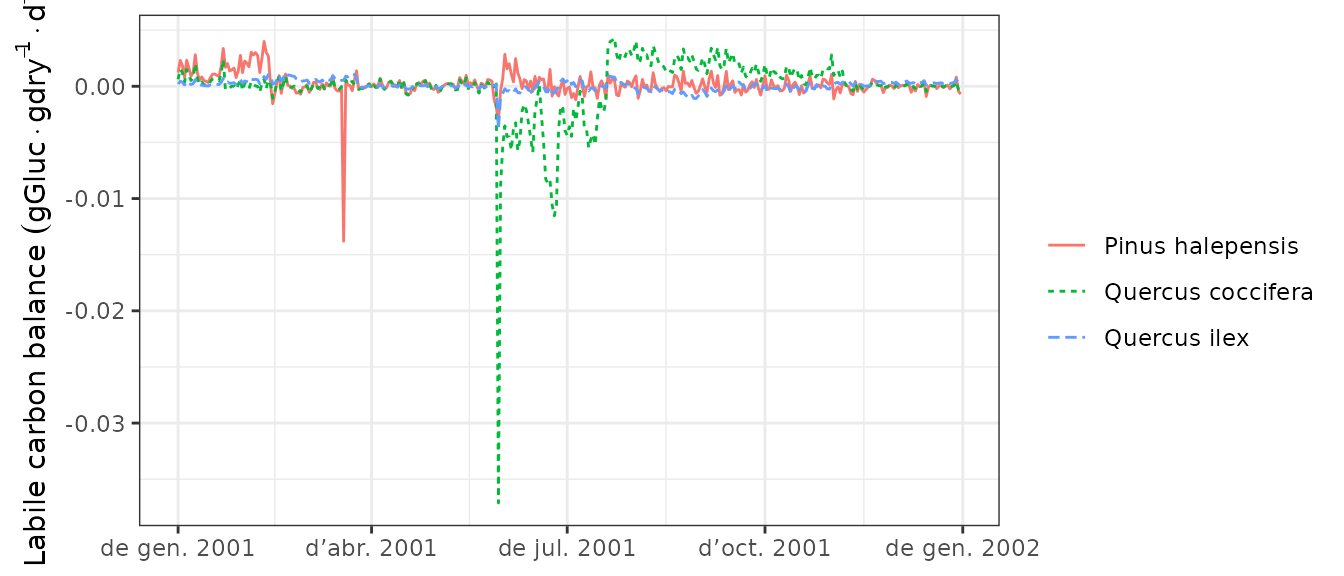 Labile carbon balance (gGluc · gdry⁻¹ · d
0.00
-0.01
-0.02
-0.03
de gen. 2001
d’abr. 2001
de jul. 2001
d’oct. 2001
de gen. 2002
Pinus halepensis
Quercus coccifera
Quercus ilex